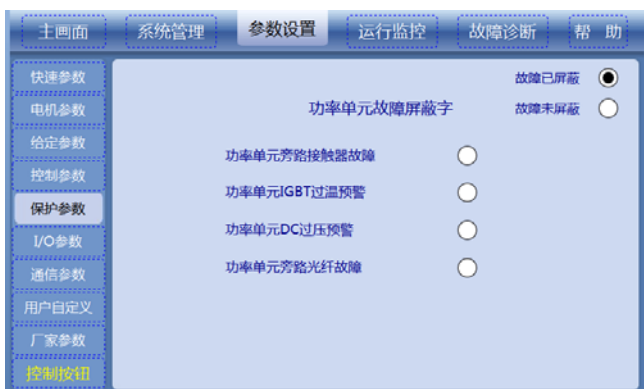 主画面 系统管理 参数设置 运行监控 故障诊断 帮 助
快速参数
电机参数
给定参数
控制参数
保护参数
I/O参数
通信参数
用户自定义
厂家参数
控制按钮
故障已屏蔽
功率单元故障屏蔽字 故障未屏蔽
功率单元旁路接触器故障
功率单元IGBT过温预警
功率单元DC过压预警
功率单元旁路光纤故障